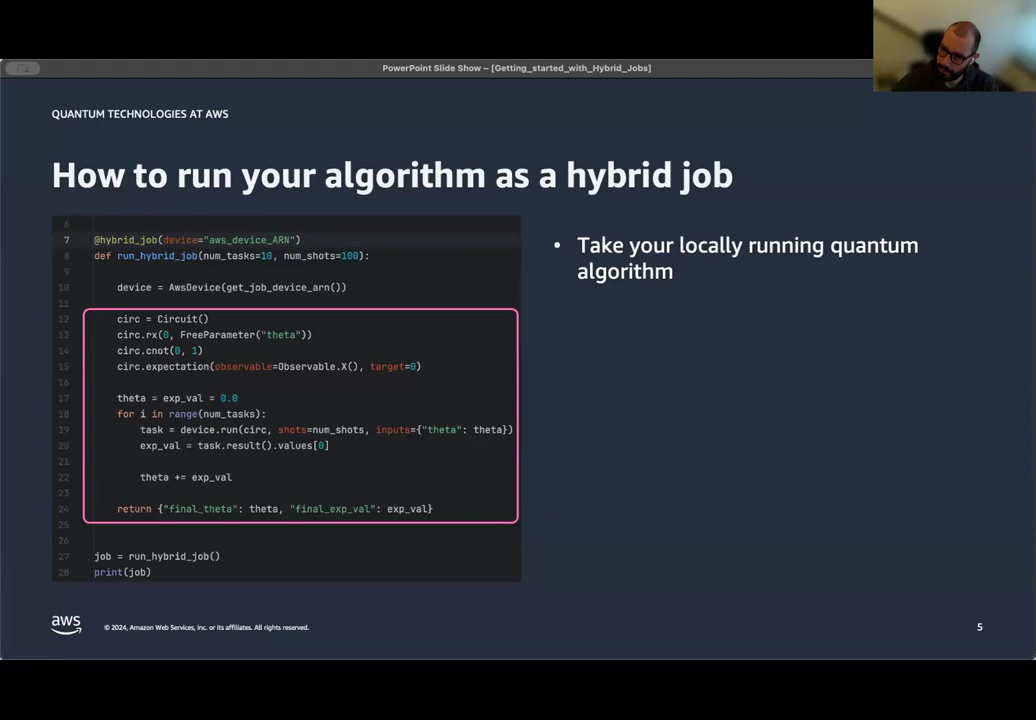 PowerPoint Slide Show – [Getting_started_with_Hybrid_Jobs]
QUANTUM TECHNOLOGIES AT AWS
How to run your algorithm as a hybrid job
6
7 @hybrid_job(device="aws_device_ARN")
8 def run_hybrid_job(num_tasks=10, num_shots=100):
9
10 device = AwsDevice(get_job_device_arn())
11
12 circ = Circuit()
13 circ.rx(0, FreeParameter("theta"))
14 circ.cnot(0, 1)
15 circ.expectation(observable=Observable.X(), target=0)
16
17 theta = exp_val = 0.0
18 for i in range(num_tasks):
19 task = device.run(circ, shots=num_shots, inputs={"theta": theta})
20 exp_val = task.result().values[0]
21
22 theta += exp_val
23
24 return {"final_theta": theta, "final_exp_val": exp_val}
25
26
27 job = run_hybrid_job()
28 print(job)
• Take your locally running quantum
algorithm
aws
© 2024, Amazon Web Services, Inc. or its affiliates. All rights reserved.
5